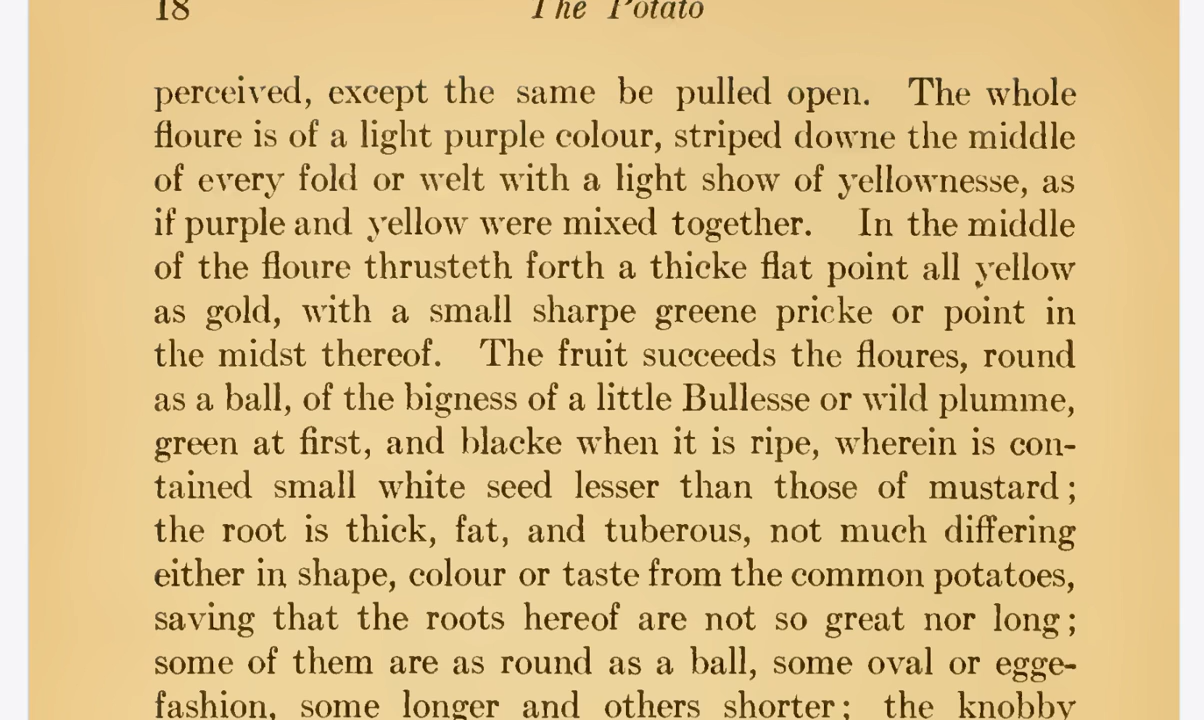 18 The Potato
perceived, except the same be pulled open. The whole
floure is of a light purple colour, striped downe the middle
of every fold or welt with a light show of yellownesse, as
if purple and yellow were mixed together. In the middle
of the floure thrusteth forth a thicke flat point all yellow
as gold, with a small sharpe greene pricke or point in
the midst thereof. The fruit succeeds the floures, round
as a ball, of the bigness of a little Bullesse or wild plumme,
green at first, and blacke when it is ripe, wherein is con-
tained small white seed lesser than those of mustard;
the root is thick, fat, and tuberous, not much differing
either in shape, colour or taste from the common potatoes,
saving that the roots hereof are not so great nor long;
some of them are as round as a ball, some oval or egge-
fashion, some longer and others shorter; the knobby